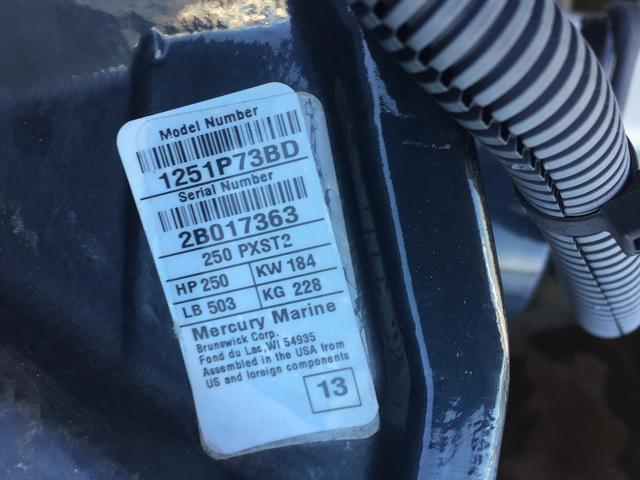 Model Number
1251P73BD
Serial Number
2B017363
250 PXST2
HP 250 KW 184
LB 503 KG 228
Mercury Marine
Brunswick Corp.
Fond du Lac, WI 54935
Assembled in the USA from
US and foreign components
13